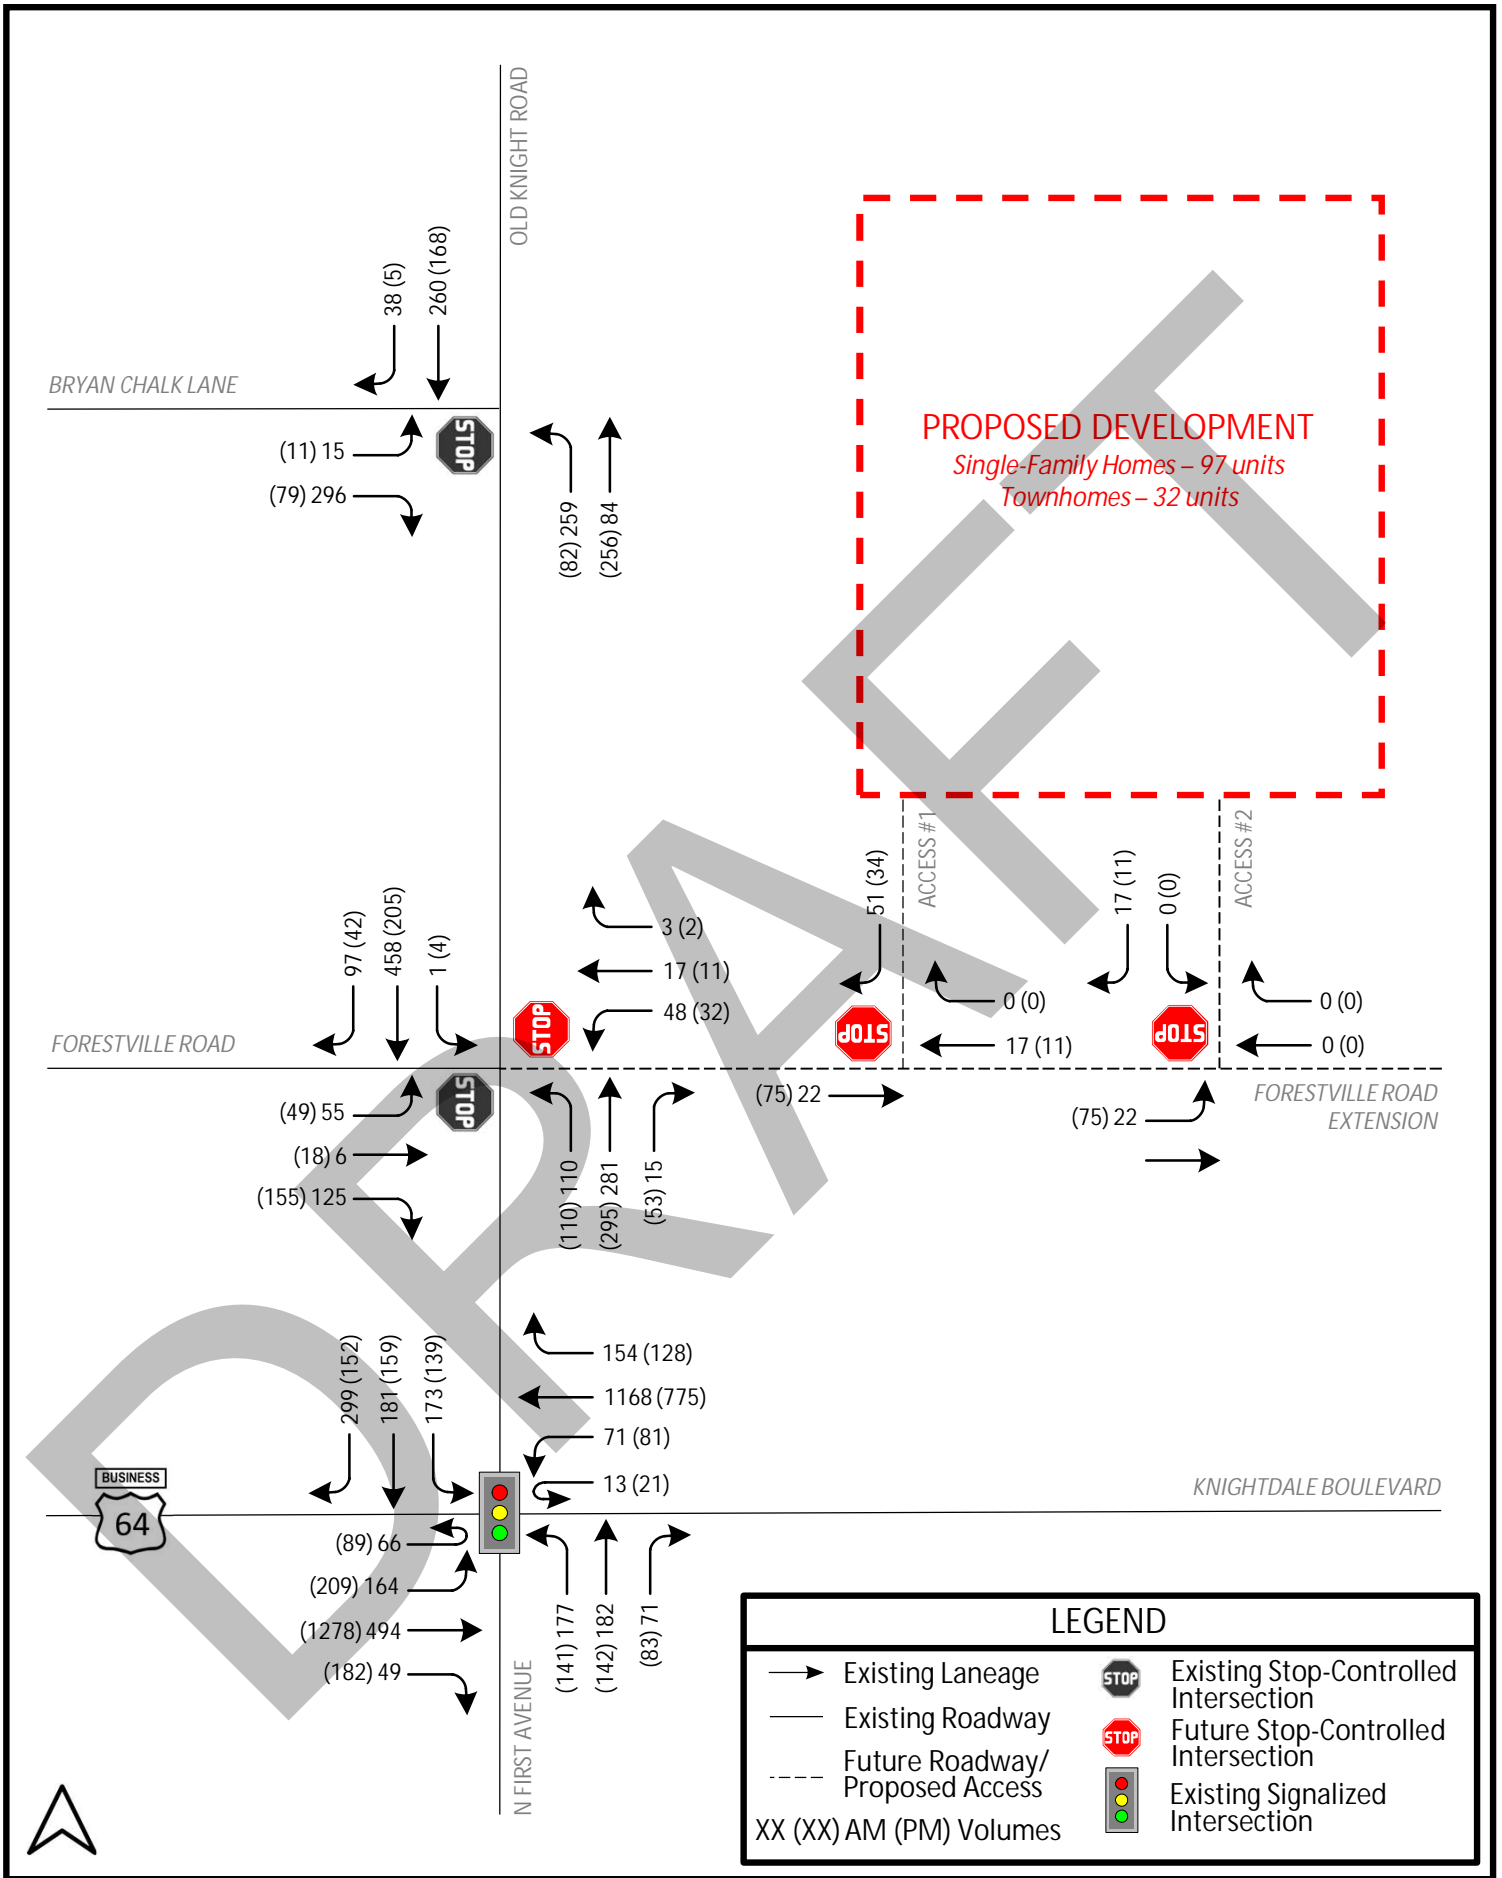 OLD KNIGHT ROAD
38 (5)
260 (168)
BRYAN CHALK LANE
STOP
(11) 15
(79) 296
(82) 259
(256) 84
PROPOSED DEVELOPMENT
Single-Family Homes – 97 units
Townhomes – 32 units
ACCESS #1
ACCESS #2
51 (34)
17 (11)
0 (0)
97 (42)
458 (205)
1 (4)
3 (2)
17 (11)
48 (32)
0 (0)
17 (11)
0 (0)
0 (0)
STOP
STOP
STOP
FORESTVILLE ROAD
STOP
(49) 55
(18) 6
(155) 125
(110) 110
(295) 281
(53) 15
(75) 22
(75) 22
FORESTVILLE ROAD
EXTENSION
299 (152)
181 (159)
173 (139)
154 (128)
1168 (775)
71 (81)
13 (21)
BUSINESS
64
KNIGHTDALE BOULEVARD
(89) 66
(209) 164
(1278) 494
(182) 49
(141) 177
(142) 182
(83) 71
N FIRST AVENUE
DRAFT
LEGEND
Existing Laneage
Existing Roadway
Future Roadway/
Proposed Access
XX (XX) AM (PM) Volumes
STOP
Existing Stop-Controlled
Intersection
STOP
Future Stop-Controlled
Intersection
Existing Signalized
Intersection